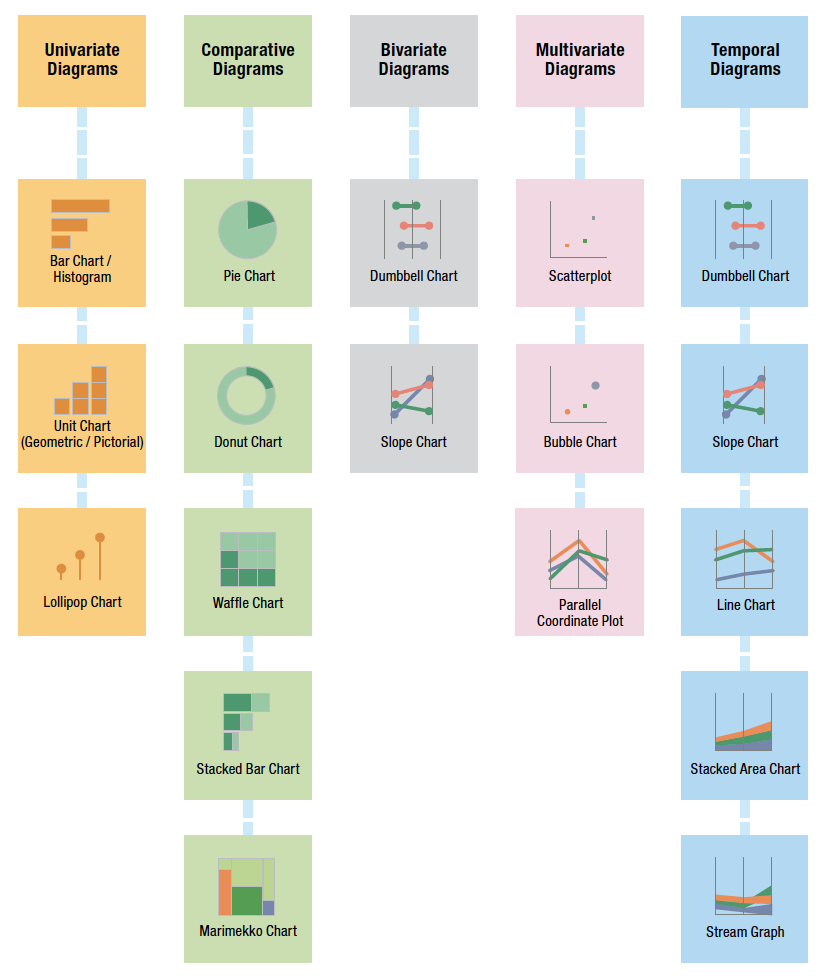 Univariate
Diagrams
Comparative
Diagrams
Bivariate
Diagrams
Multivariate
Diagrams
Temporal
Diagrams
Bar Chart /
Histogram
Pie Chart
Dumbbell Chart
Scatterplot
Dumbbell Chart
Unit Chart
(Geometric / Pictorial)
Donut Chart
Slope Chart
Bubble Chart
Slope Chart
Lollipop Chart
Waffle Chart
Parallel
Coordinate Plot
Line Chart
Stacked Bar Chart
Stacked Area Chart
Marimekko Chart
Stream Graph